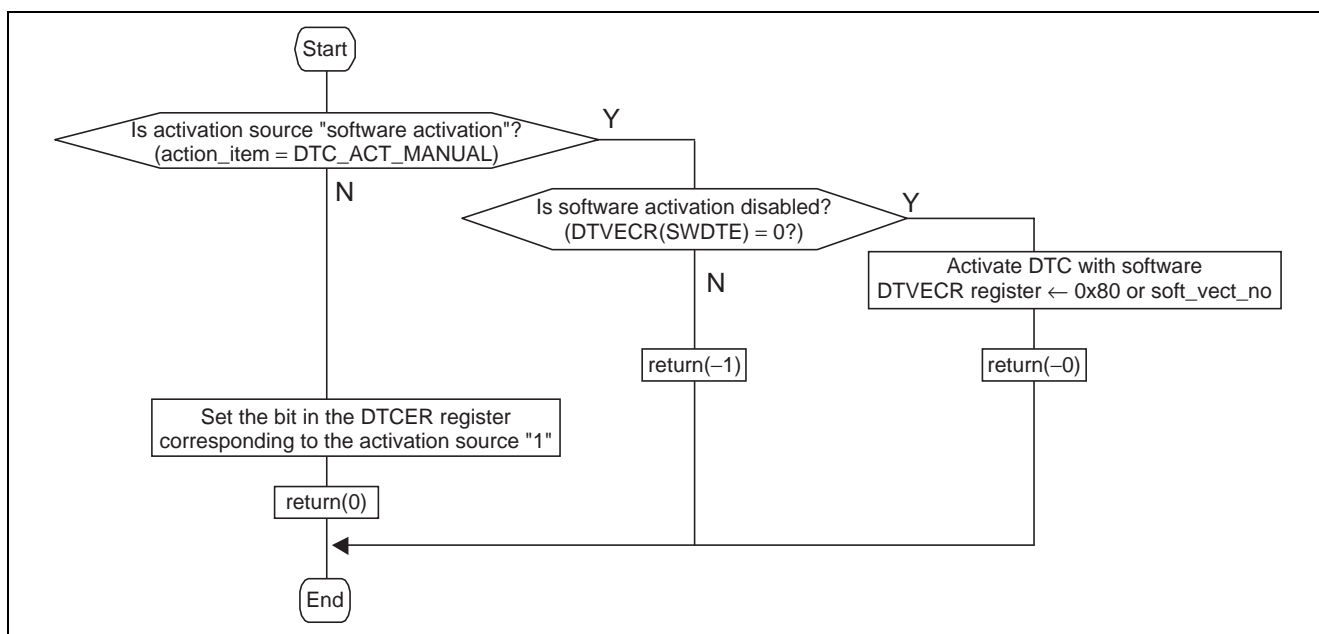 Start
Is activation source "software activation"?
(action_item = DTC_ACT_MANUAL)
Y
N
Is software activation disabled?
(DTVECR(SWDTE) = 0?)
Y
N
Activate DTC with software
DTVECR register ← 0x80 or soft_vect_no
return(−1)
return(−0)
Set the bit in the DTCER register
corresponding to the activation source "1"
return(0)
End